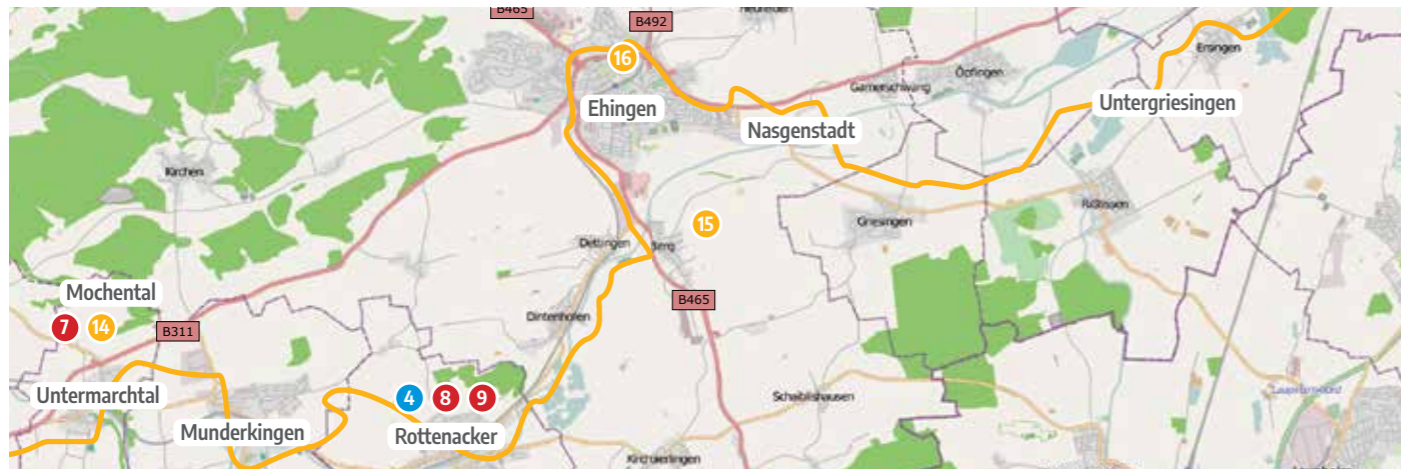 B465
B492
Ersingen
16
Öpfingen
Gamerschwang
Ehingen
Untergriesingen
Nasgenstadt
Kirchen
Rißtissen
Griesingen
15
Dettingen
Berg
Mochental
B465
7
14
Dintenhofen
B311
Untermarchtal
4
8
9
Schaiblishausen
Munderkingen
Rottenacker
Kirchbierlingen